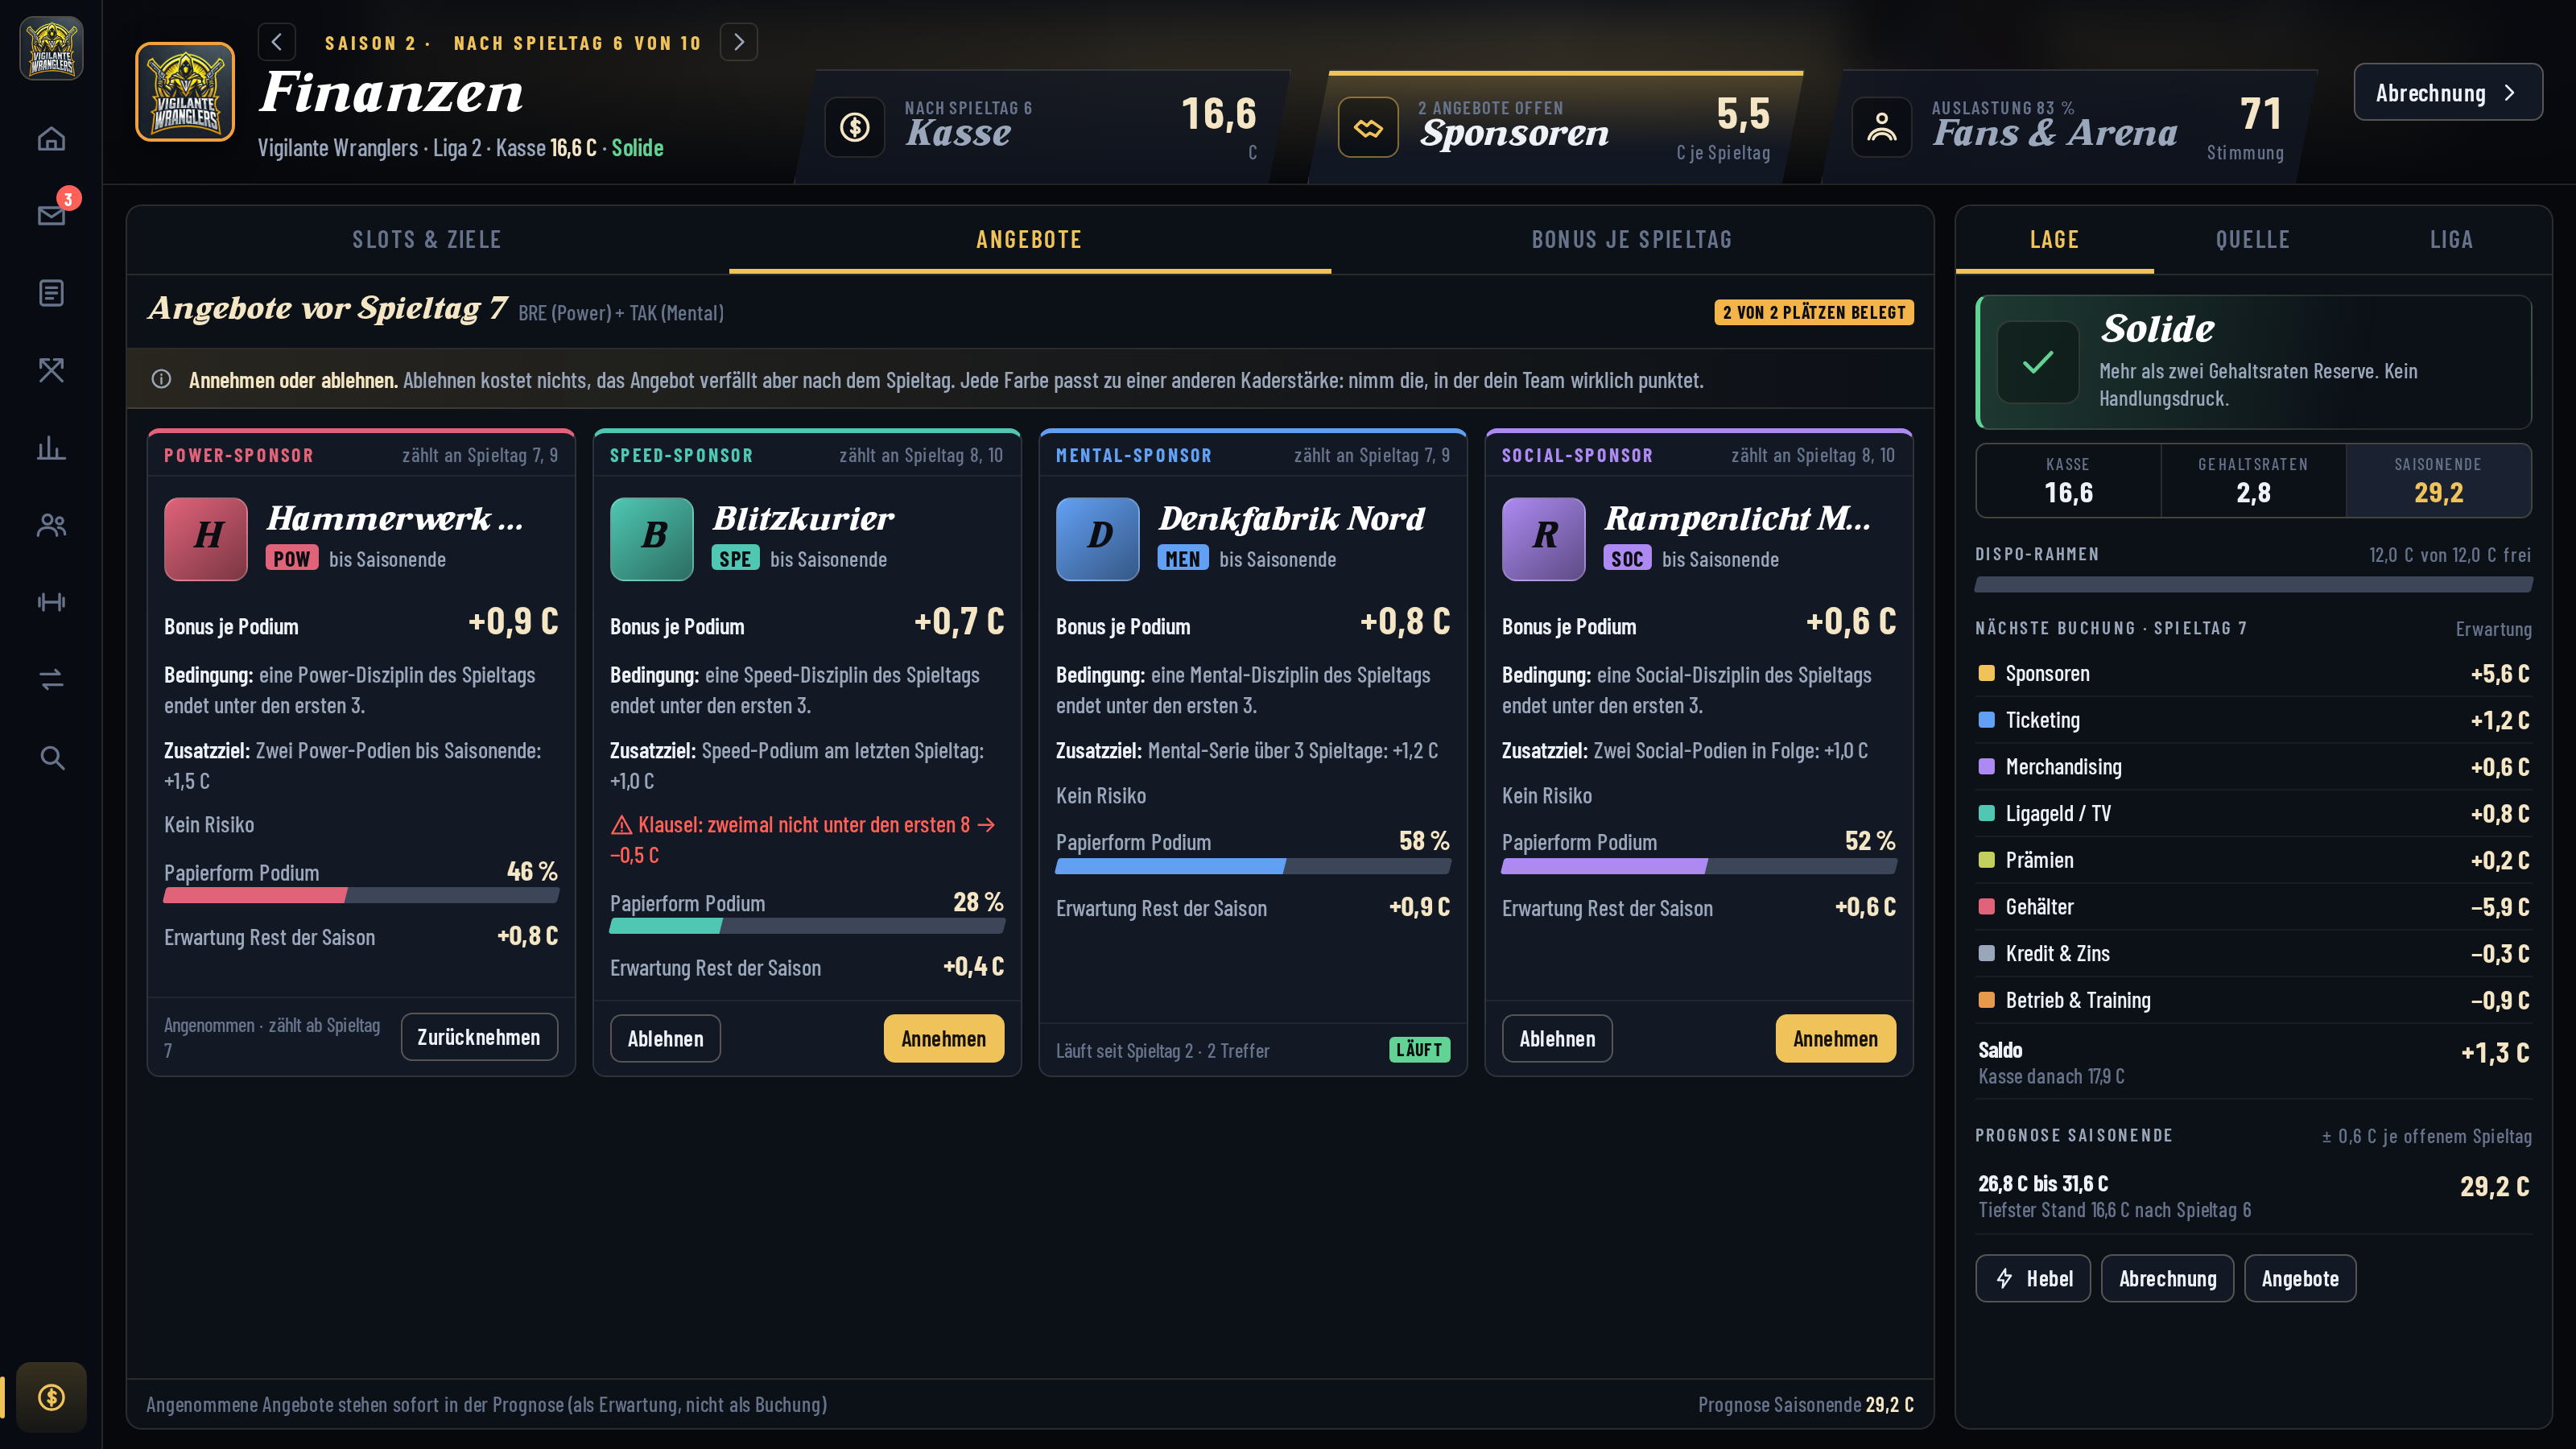 VIGILANTE WRANGLERS
3
VIGILANTE WRANGLERS
SAISON 2 · NACH SPIELTAG 6 VON 10
Finanzen
Vigilante Wranglers · Liga 2 · Kasse 16,6 C · Solide
NACH SPIELTAG 6
Kasse
16,6
C
2 ANGEBOTE OFFEN
Sponsoren
5,5
C je Spieltag
AUSLASTUNG 83 %
Fans & Arena
71
Stimmung
Abrechnung
SLOTS & ZIELE
ANGEBOTE
BONUS JE SPIELTAG
Angebote vor Spieltag 7 BRE (Power) + TAK (Mental)
2 VON 2 PLÄTZEN BELEGT
Annehmen oder ablehnen. Ablehnen kostet nichts, das Angebot verfällt aber nach dem Spieltag. Jede Farbe passt zu einer anderen Kaderstärke: nimm die, in der dein Team wirklich punktet.
POWER-SPONSOR zählt an Spieltag 7, 9
H
Hammerwerk ...
POW bis Saisonende
Bonus je Podium +0,9 C
Bedingung: eine Power-Disziplin des Spieltags
endet unter den ersten 3.
Zusatzziel: Zwei Power-Podien bis Saisonende:
+1,5 C
Kein Risiko
Papierform Podium 46 %
Erwartung Rest der Saison +0,8 C
Angenommen · zählt ab Spieltag
7
Zurücknehmen
SPEED-SPONSOR zählt an Spieltag 8, 10
B
Blitzkurier
SPE bis Saisonende
Bonus je Podium +0,7 C
Bedingung: eine Speed-Disziplin des Spieltags
endet unter den ersten 3.
Zusatzziel: Speed-Podium am letzten Spieltag:
+1,0 C
Klausel: zweimal nicht unter den ersten 8 →
−0,5 C
Papierform Podium 28 %
Erwartung Rest der Saison +0,4 C
Ablehnen
Annehmen
MENTAL-SPONSOR zählt an Spieltag 7, 9
D
Denkfabrik Nord
MEN bis Saisonende
Bonus je Podium +0,8 C
Bedingung: eine Mental-Disziplin des Spieltags
endet unter den ersten 3.
Zusatzziel: Mental-Serie über 3 Spieltage: +1,2 C
Kein Risiko
Papierform Podium 58 %
Erwartung Rest der Saison +0,9 C
Läuft seit Spieltag 2 · 2 Treffer
LÄUFT
SOCIAL-SPONSOR zählt an Spieltag 8, 10
R
Rampenlicht M...
SOC bis Saisonende
Bonus je Podium +0,6 C
Bedingung: eine Social-Disziplin des Spieltags
endet unter den ersten 3.
Zusatzziel: Zwei Social-Podien in Folge: +1,0 C
Kein Risiko
Papierform Podium 52 %
Erwartung Rest der Saison +0,6 C
Ablehnen
Annehmen
Angenommene Angebote stehen sofort in der Prognose (als Erwartung, nicht als Buchung)
Prognose Saisonende 29,2 C
LAGE
QUELLE
LIGA
Solide
Mehr als zwei Gehaltsraten Reserve. Kein
Handlungsdruck.
KASSE
16,6
GEHALTSRATEN
2,8
SAISONENDE
29,2
DISPO-RAHMEN 12,0 C von 12,0 C frei
NÄCHSTE BUCHUNG · SPIELTAG 7 Erwartung
Sponsoren +5,6 C
Ticketing +1,2 C
Merchandising +0,6 C
Ligageld / TV +0,8 C
Prämien +0,2 C
Gehälter −5,9 C
Kredit & Zins −0,3 C
Betrieb & Training −0,9 C
Saldo +1,3 C
Kasse danach 17,9 C
PROGNOSE SAISONENDE ± 0,6 C je offenem Spieltag
26,8 C bis 31,6 C 29,2 C
Tiefster Stand 16,6 C nach Spieltag 6
Hebel
Abrechnung
Angebote